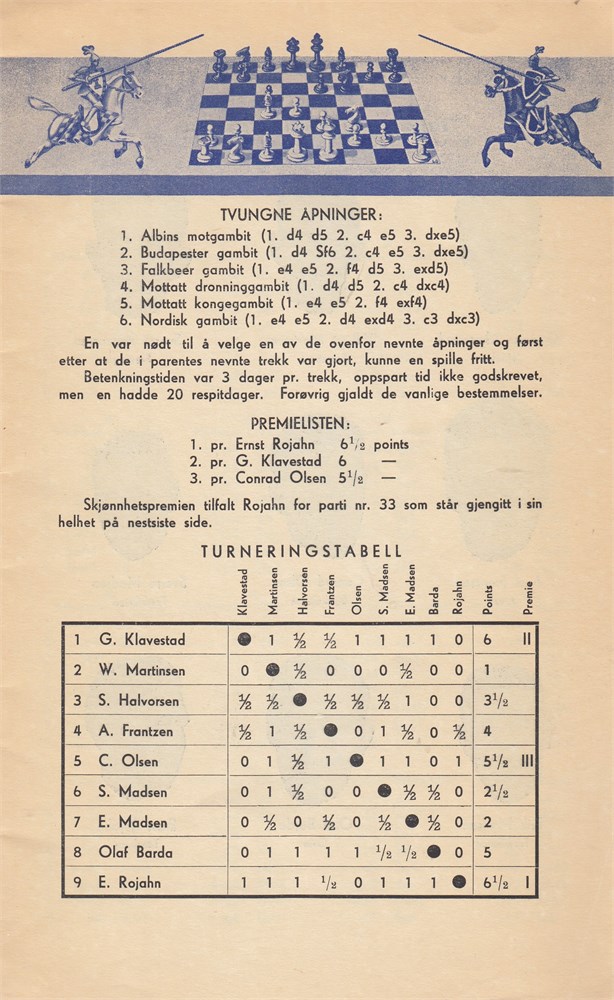 TVUNGNE ÅPNINGER:
1. Albins motgambit (1. d4 d5 2. c4 e5 3. dxe5)
2. Budapester gambit (1. d4 Sf6 2. c4 e5 3. dxe5)
3. Falkbeer gambit (1. e4 e5 2. f4 d5 3. exd5)
4. Mottatt dronninggambit (1. d4 d5 2. c4 dxc4)
5. Mottatt kongegambit (1. e4 e5 2. f4 exf4)
6. Nordisk gambit (1. e4 e5 2. d4 exd4 3. c3 dxc3)
En var nødt til å velge en av de ovenfor nevnte åpninger og først
etter at de i parentes nevnte trekk var gjort, kunne en spille fritt.
Betenkningstiden var 3 dager pr. trekk, oppspart tid ikke godskrevet,
men en hadde 20 respitdager. Forøvrig gjaldt de vanlige bestemmelser.
PREMIELISTEN:
1. pr. Ernst Rojahn 6½ points
2. pr. G. Klavestad 6 —
3. pr. Conrad Olsen 5½ —
Skjønnhetspremien tilfalt Rojahn for parti nr. 33 som står gjengitt i sin
helhet på nestsiste side.
TURNERINGSTABELL
Klavestad Martinsen Halvorsen Frantzen Olsen S. Madsen E. Madsen Barda Rojahn Points Premie
1 G. Klavestad ● 1 ½ ½ 1 1 1 1 0 6 II
2 W. Martinsen 0 ● ½ 0 0 0 ½ 0 0 1
3 S. Halvorsen ½ ½ ● ½ ½ ½ 1 0 0 3½
4 A. Frantzen ½ 1 ½ ● 0 1 ½ 0 ½ 4
5 C. Olsen 0 1 ½ 1 ● 1 1 0 1 5½ III
6 S. Madsen 0 1 ½ 0 0 ● ½ ½ 0 2½
7 E. Madsen 0 ½ 0 ½ 0 ½ ● ½ 0 2
8 Olaf Barda 0 1 1 1 1 ½ ½ ● 0 5
9 E. Rojahn 1 1 1 ½ 0 1 1 1 ● 6½ I